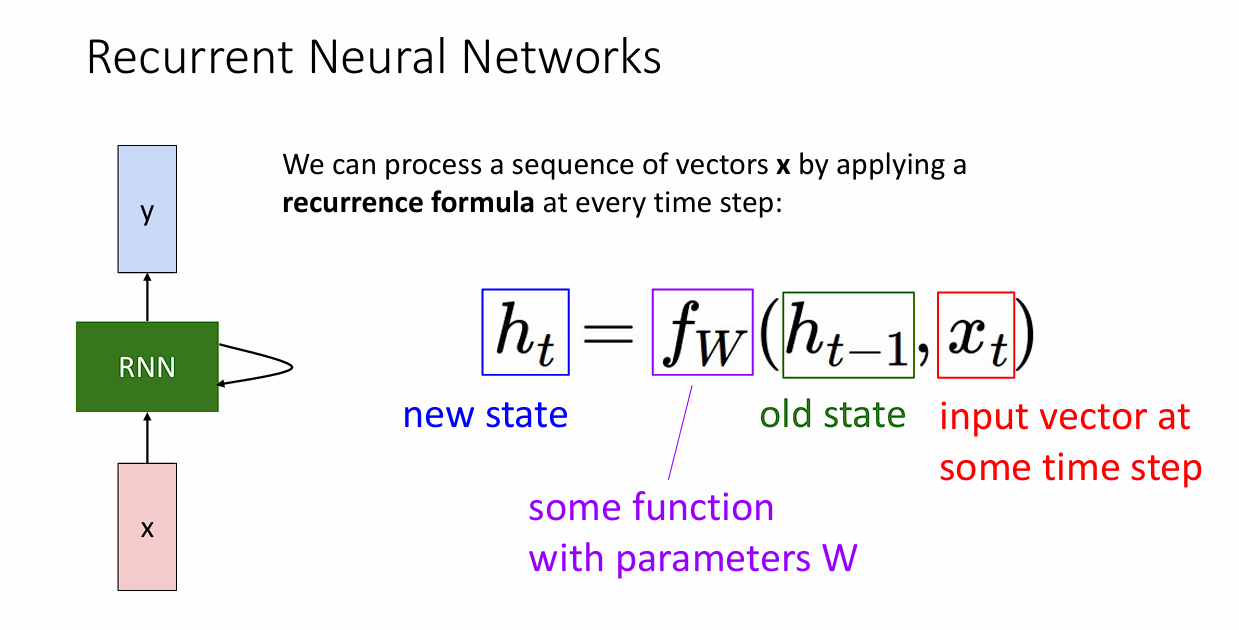 Recurrent Neural Networks
We can process a sequence of vectors x by applying a
recurrence formula at every time step:
y
RNN
x
h_t = f_W(h_{t-1}, x_t)
new state
old state
input vector at
some time step
some function
with parameters W